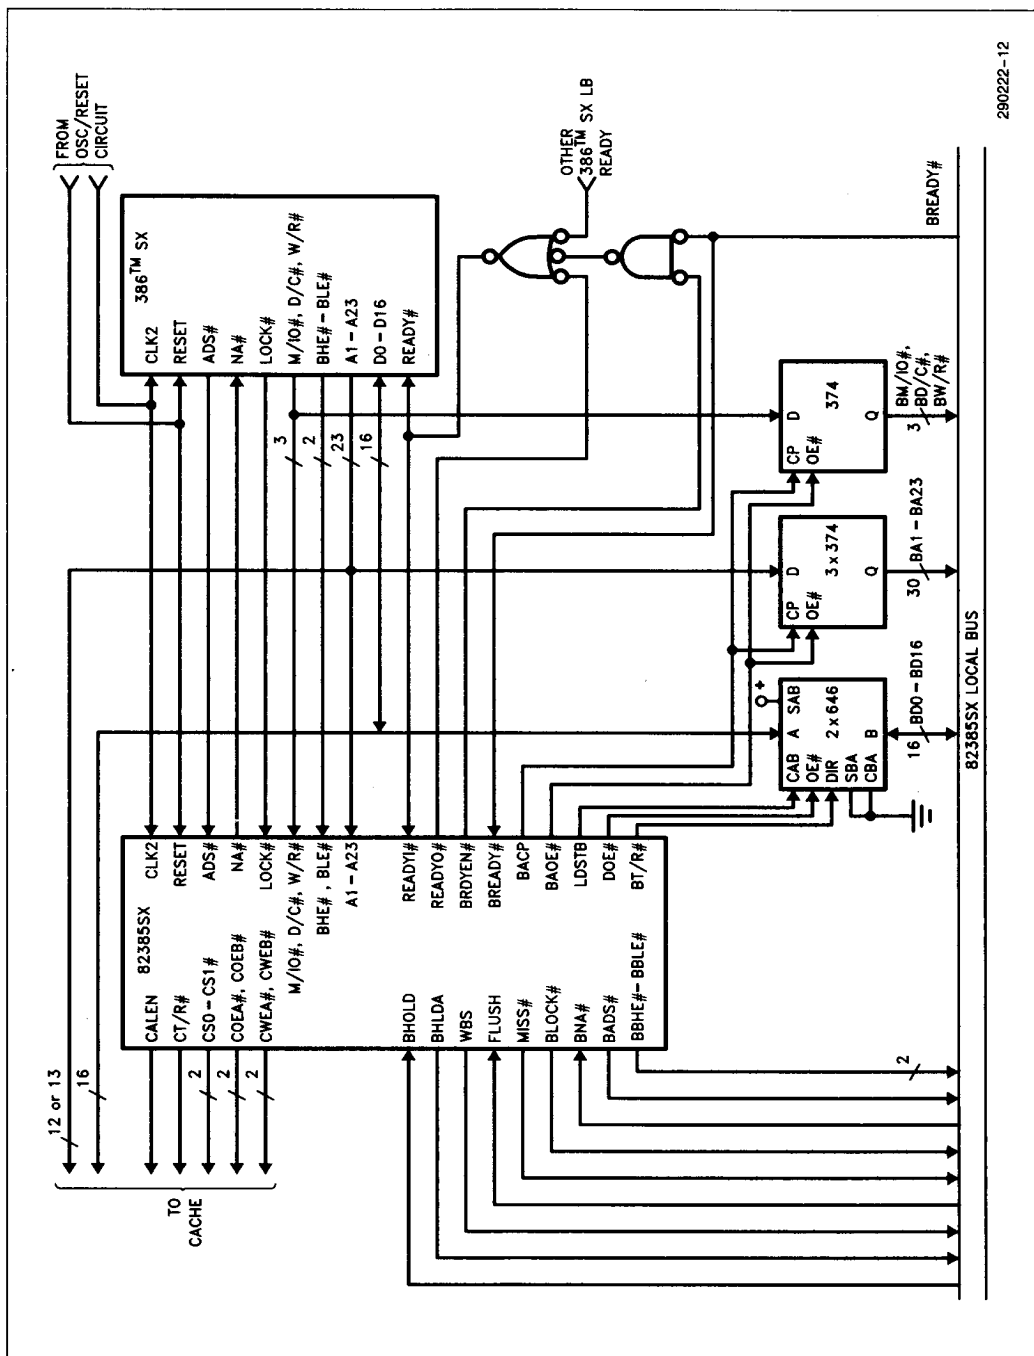 FROM
OSC/RESET
CIRCUIT
386™ SX
CLK2
RESET
ADS#
NA#
LOCK#
M/IO#, D/C#, W/R#
BHE#-BLE#
A1-A23
D0-D16
READY#
3
2
23
16
OTHER
386™ SX LB
READY
12 or 13
16
TO
CACHE
2
2
2
82385SX
CALEN
CT/R#
CS0-CS1#
COEA#, COEB#
CWEA#, CWEB#
BHOLD
BHLDA
WBS
FLUSH
MISS#
BLOCK#
BNA#
BADS#
BBHE#-BBLE#
CLK2
RESET
ADS#
NA#
LOCK#
M/IO#, D/C#, W/R#
BHE#, BLE#
A1-A23
READYI#
READYO#
BRDYEN#
BREADY#
BACP
BAOE#
LDSTB
DOE#
BT/R#
2
+
CAB
OE#
DIR
SBA
CBA
A
SAB
2 x 646
B
16
BD0-BD16
CP
OE#
D
3 x 374
Q
30
BA1-BA23
CP
OE#
D
374
Q
3
BM/IO#,
BD/C#,
BW/R#
BREADY#
82385SX LOCAL BUS
290222-12